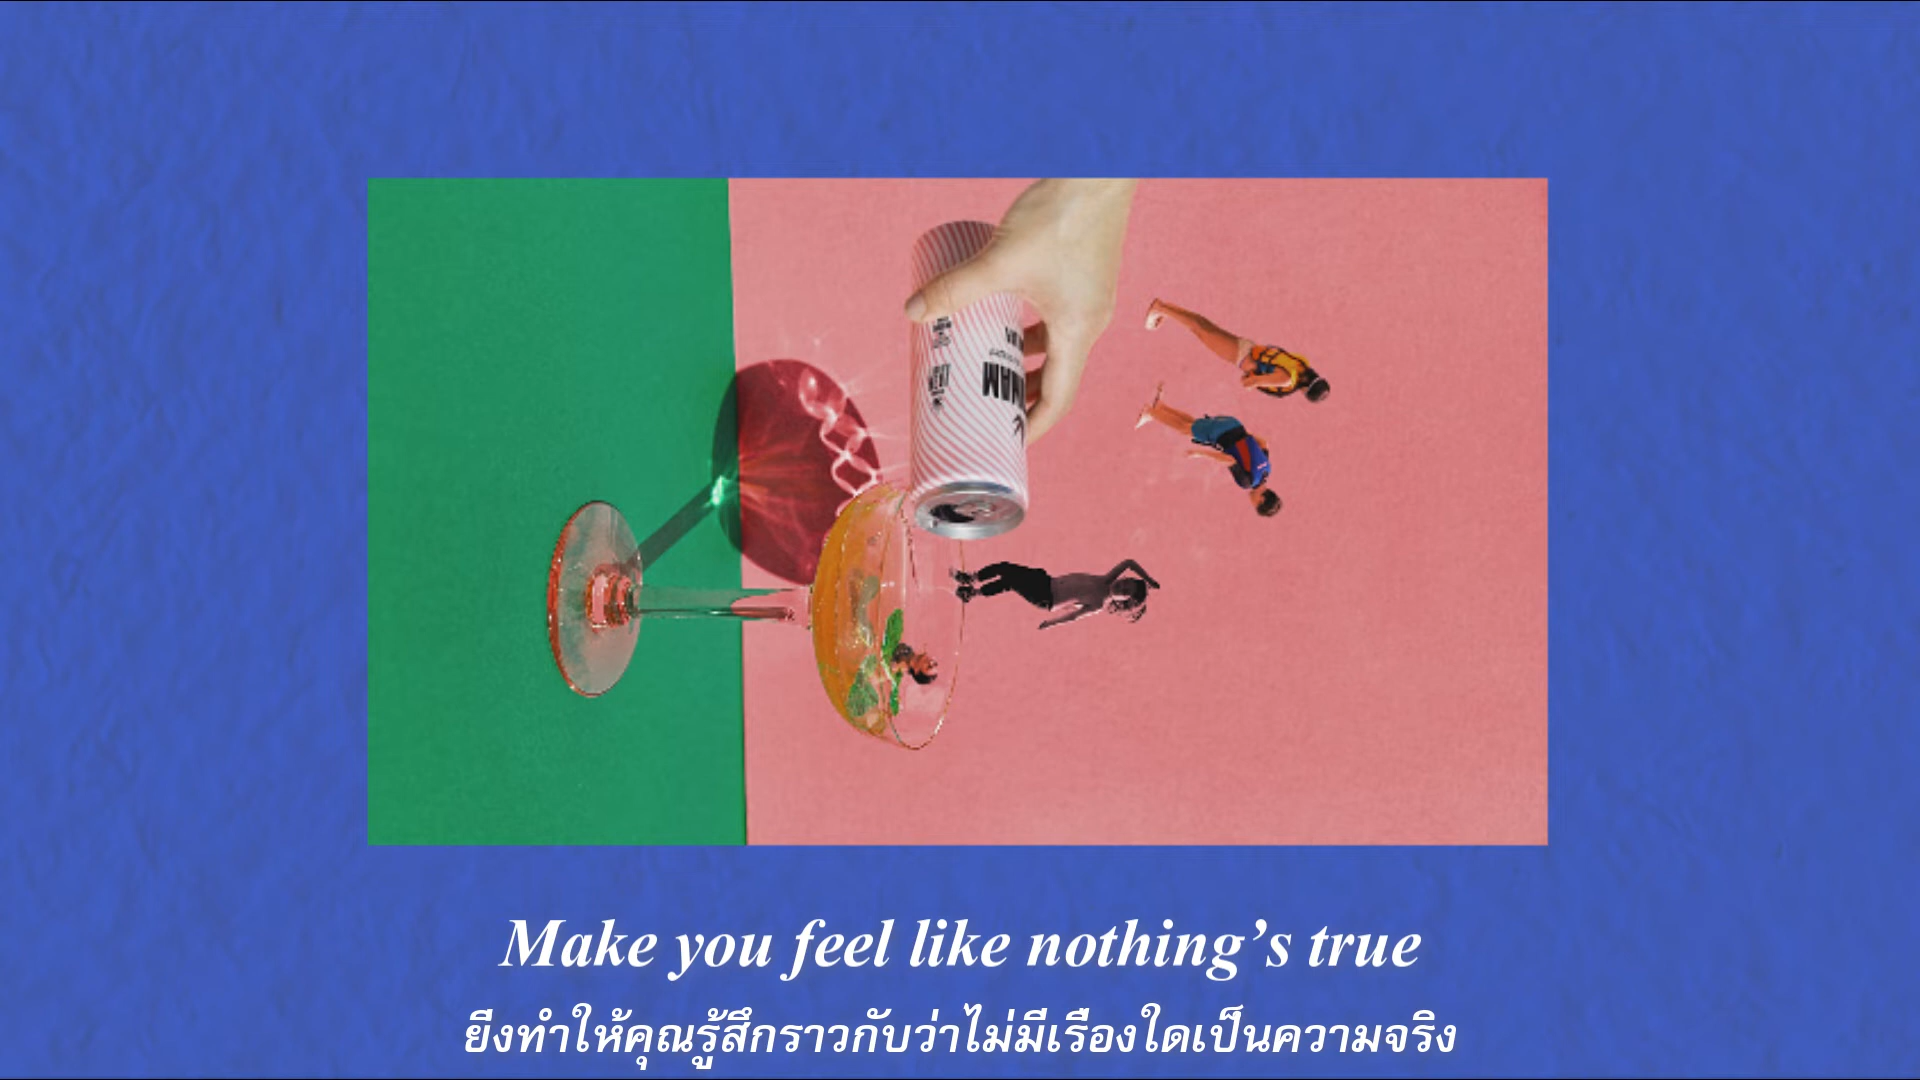 Make you feel like nothing’s true
ยิ่งทำให้คุณรู้สึกราวกับว่าไม่มีเรื่องใดเป็นความจริง